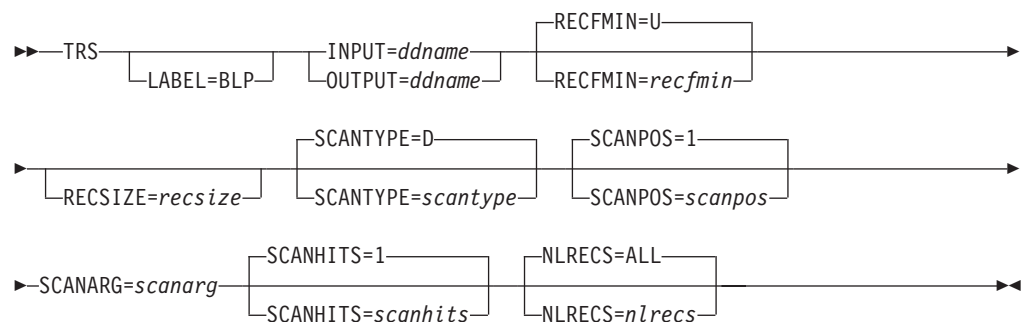 RECFMIN=U
TRS INPUT=ddname
LABEL=BLP OUTPUT=ddname RECFMIN=recfmin
SCANTYPE=D SCANPOS=1
RECSIZE=recsize SCANTYPE=scantype SCANPOS=scanpos
SCANHITS=1 NLRECS=ALL
SCANARG=scanarg
SCANHITS=scanhits NLRECS=nlrecs